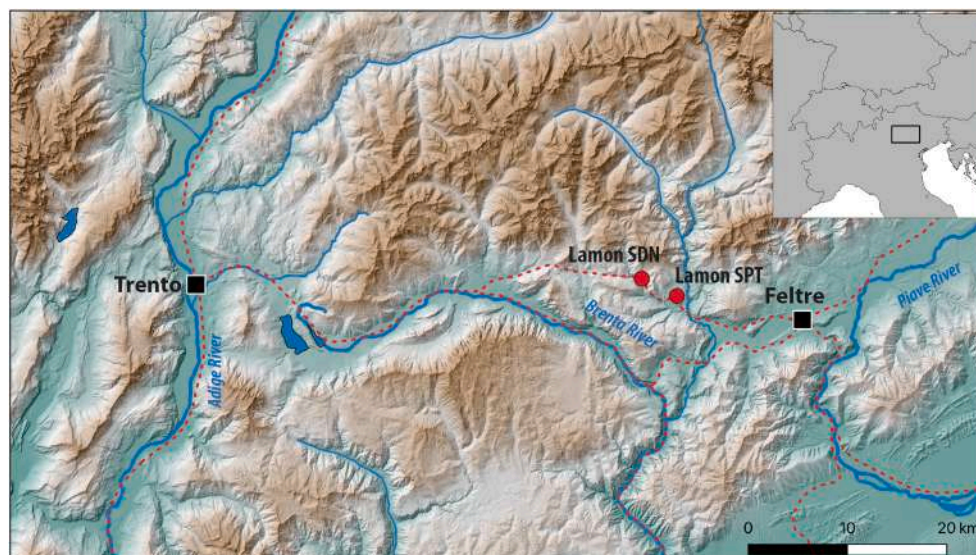 Lamon SDN
Trento
Lamon SPT
Feltre
Piave River
Brenta River
Adige River
0 10 20 km